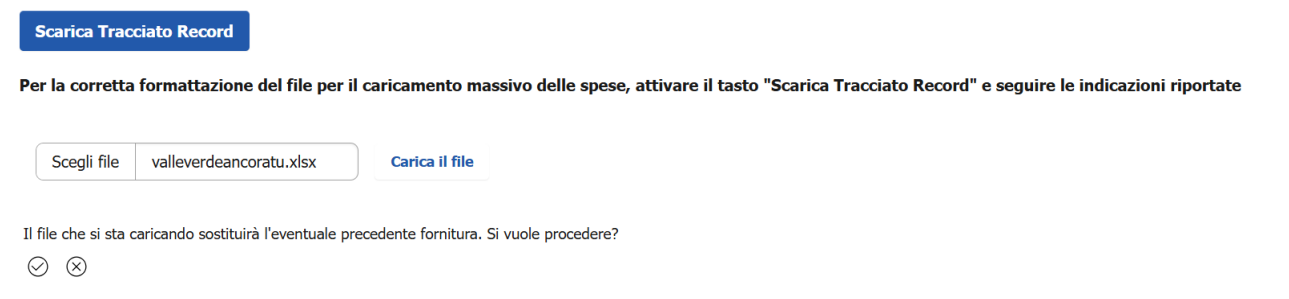 Scarica Tracciato Record
Per la corretta formattazione del file per il caricamento massivo delle spese, attivare il tasto "Scarica Tracciato Record" e seguire le indicazioni riportate
Scegli file valleverdeancoratu.xlsx Carica il file
Il file che si sta caricando sostituirà l'eventuale precedente fornitura. Si vuole procedere?